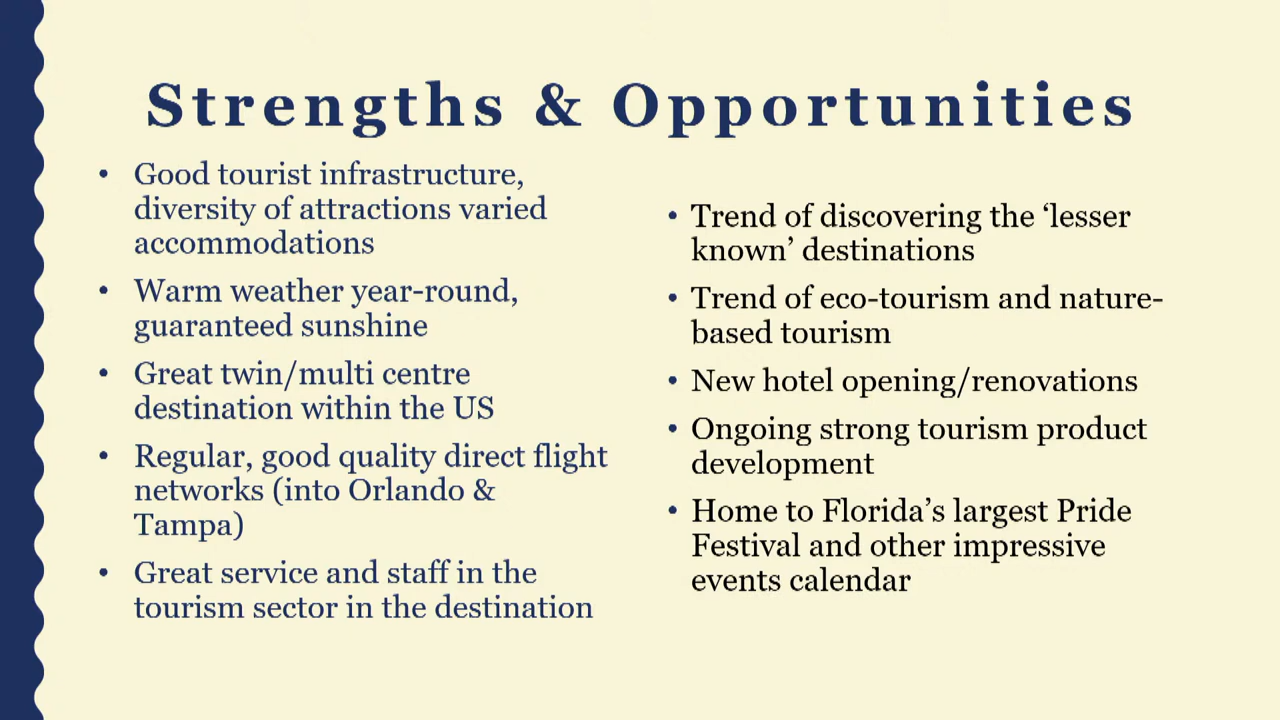 Strengths & Opportunities
• Good tourist infrastructure,
diversity of attractions varied
accommodations
• Warm weather year-round,
guaranteed sunshine
• Great twin/multi centre
destination within the US
• Regular, good quality direct flight
networks (into Orlando &
Tampa)
• Great service and staff in the
tourism sector in the destination
• Trend of discovering the ‘lesser
known’ destinations
• Trend of eco-tourism and nature-
based tourism
• New hotel opening/renovations
• Ongoing strong tourism product
development
• Home to Florida’s largest Pride
Festival and other impressive
events calendar